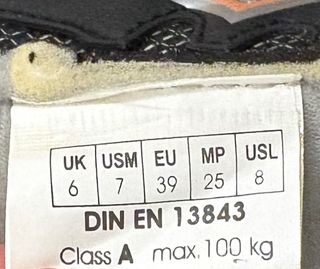 UK USM EU MP USL
6 7 39 25 8
DIN EN 13843
Class A max. 100 kg